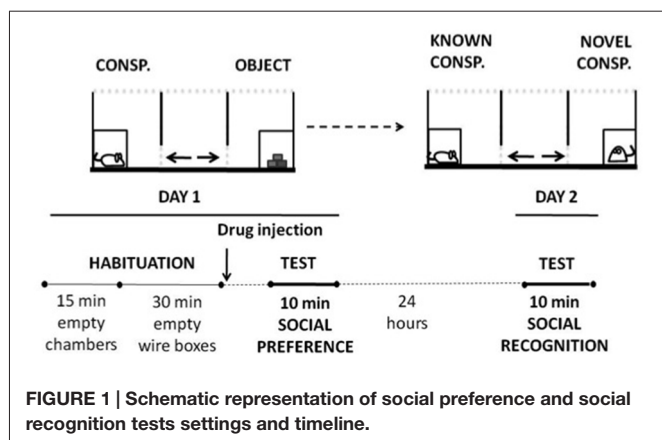 CONSP. OBJECT
KNOWN CONSP. NOVEL CONSP.
DAY 1 DAY 2
Drug injection
HABITUATION TEST TEST
15 min 30 min 10 min 24 10 min
empty empty SOCIAL hours SOCIAL
chambers wire boxes PREFERENCE RECOGNITION
FIGURE 1 | Schematic representation of social preference and social
recognition tests settings and timeline.